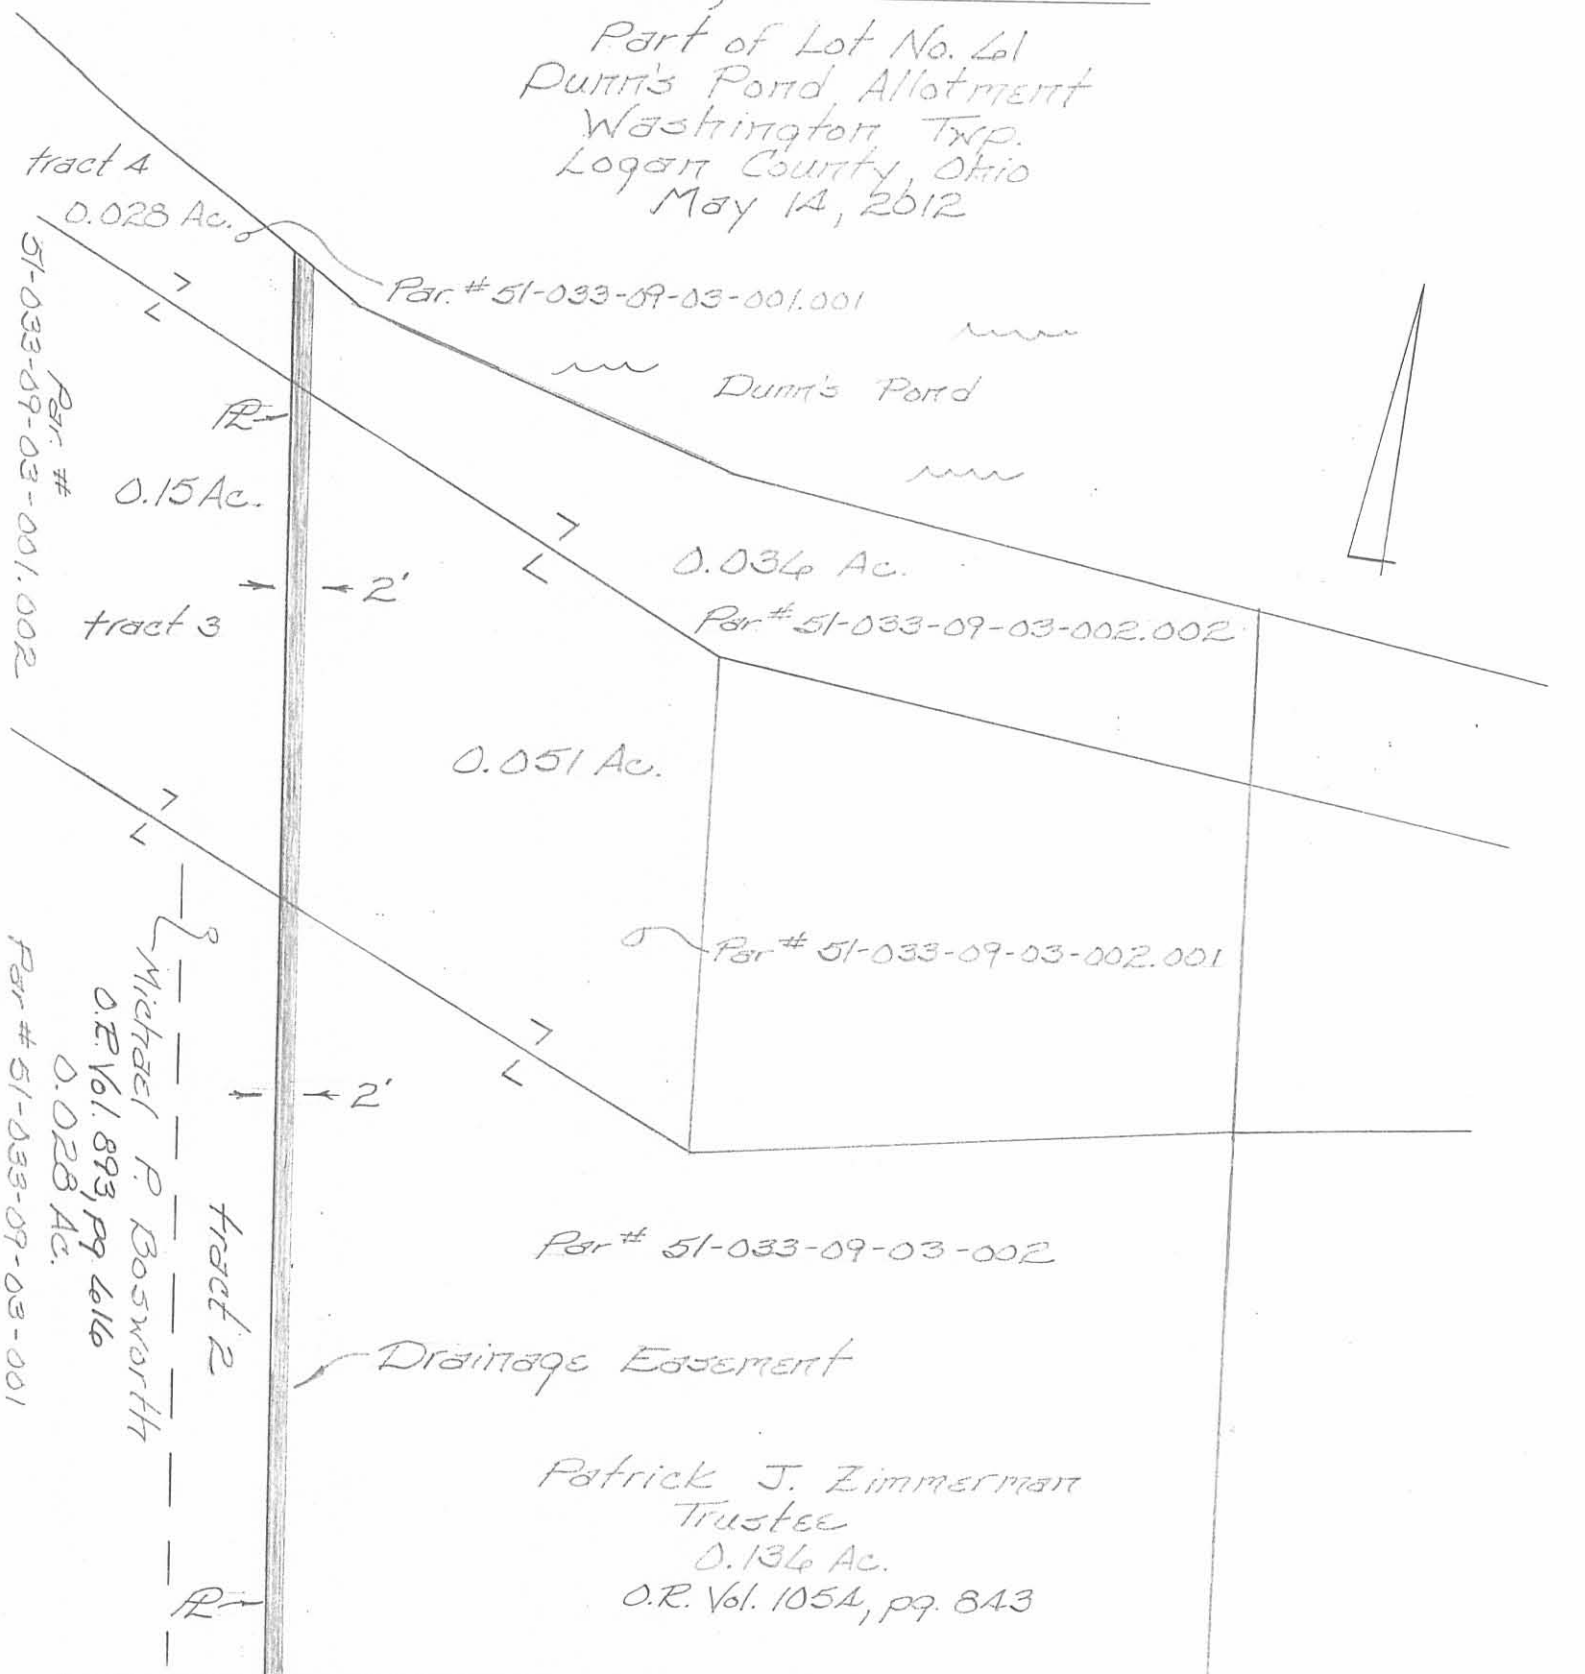 Part of Lot No. 61
Dunn's Pond Allotment
Washington Twp.
Logan County, Ohio
May 14, 2012
tract 4
0.028 Ac.
Par. # 51-033-09-03-001.001
Dunn's Pond
Par. #
51-033-09-03-001.002
PL
0.15 Ac.
2'
tract 3
0.036 Ac.
Par # 51-033-09-03-002.002
0.051 Ac.
Par # 51-033-09-03-002.001
Michael P. Bosworth
O.R. Vol. 893, pg. 616
0.028 Ac.
Par # 51-033-09-03-001
2'
tract 2
Par # 51-033-09-03-002
Drainage Easement
Patrick J. Zimmerman
Trustee
0.136 Ac.
O.R. Vol. 1054, pg. 843
PL